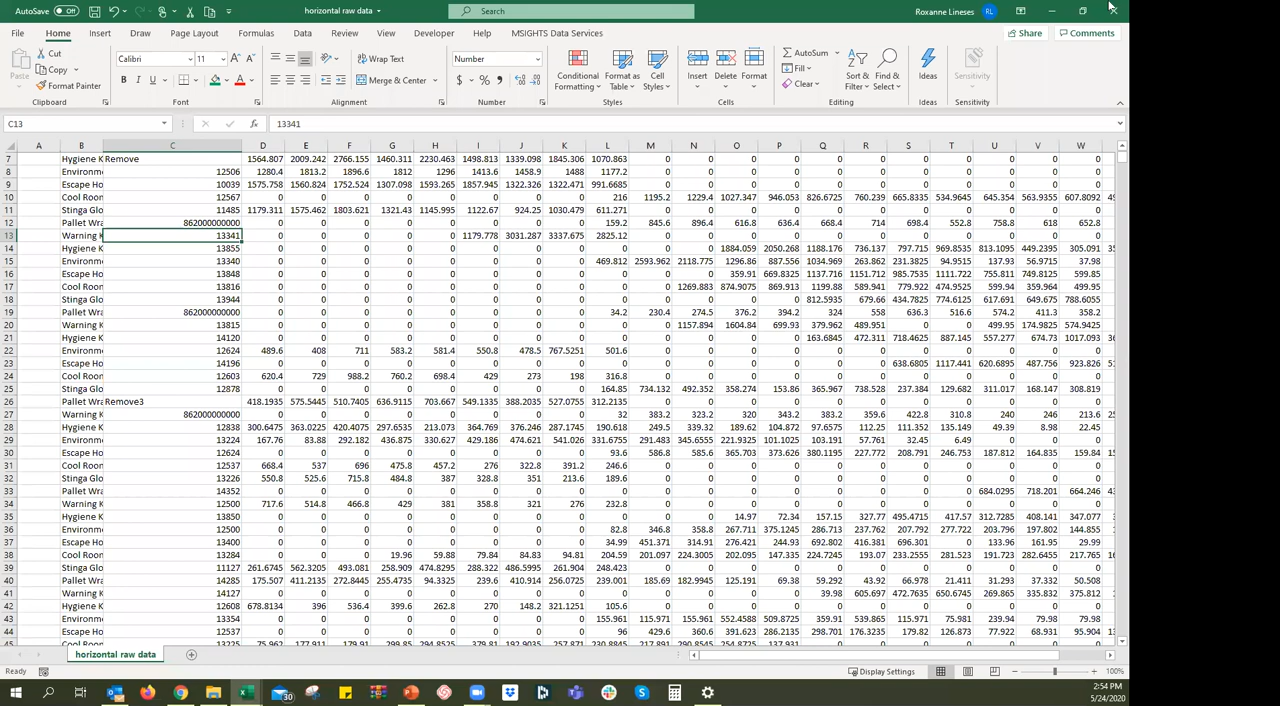 AutoSave Off horizontal raw data Search Roxanne Lineses RL
File Home Insert Draw Page Layout Formulas Data Review View Developer Help MSIGHTS Data Services Share Comments
Cut Calibri 11 Wrap Text Number AutoSum
Paste Copy Format Painter B I U Merge & Center $ % Conditional Formatting Format as Table Cell Styles Insert Delete Format Fill Clear Sort & Filter Find & Select Ideas Sensitivity
Clipboard Font Alignment Number Styles Cells Editing Ideas Sensitivity
C13 fx 13341
A B C D E F G H I J K L M N O P Q R S T U V W
7 Hygiene K Remove 1564.807 2009.242 2766.155 1460.311 2230.463 1498.813 1339.098 1845.306 1070.863 0 0 0 0 0 0 0 0 0 0 0
8 Environme 12506 1280.4 1813.2 1896.6 1812 1296 1413.6 1458.9 1488 1177.2 0 0 0 0 0 0 0 0 0 0 0
9 Escape Ho 10039 1575.758 1560.824 1752.524 1307.098 1593.265 1857.945 1322.326 1322.471 991.6685 0 0 0 0 0 0 0 0 0 0 0
10 Cool Room 12567 0 0 0 0 0 0 0 0 216 1195.2 1229.4 1027.347 946.053 826.6725 760.239 665.8335 534.9645 645.354 563.9355 607.8092
11 Stinga Glo 11485 1179.311 1575.462 1803.621 1321.43 1145.995 1122.67 924.25 1030.479 611.271 0 0 0 0 0 0 0 0 0 0 0
12 Pallet Wra 862000000000 0 0 0 0 0 0 0 0 159.2 845.6 896.4 616.8 636.4 668.4 714 698.4 552.8 758.8 618 652.8
13 Warning K 13341 0 0 0 0 0 1179.778 3031.287 3337.675 2825.12 0 0 0 0 0 0 0 0 0 0 0
14 Hygiene K 13855 0 0 0 0 0 0 0 0 0 0 0 1884.059 2050.268 1188.176 736.137 797.715 969.8535 813.1095 449.2395 305.091
15 Environme 13340 0 0 0 0 0 0 0 0 469.812 2593.962 2118.775 1296.86 887.556 1034.969 263.862 231.3825 94.9515 137.93 56.9715 37.98
16 Escape Ho 13848 0 0 0 0 0 0 0 0 0 0 0 359.91 669.8325 1137.716 1151.712 985.7535 1111.722 755.811 749.8125 599.85
17 Cool Room 13816 0 0 0 0 0 0 0 0 0 0 1269.883 874.9075 869.913 1199.88 589.941 779.922 474.9525 599.94 359.964 499.95
18 Stinga Glo 13944 0 0 0 0 0 0 0 0 0 0 0 0 0 812.5935 679.66 434.7825 774.6125 617.691 649.675 788.6055
19 Pallet Wra 862000000000 0 0 0 0 0 0 0 0 34.2 230.4 274.5 376.2 394.2 324 558 636.3 516.6 574.2 411.3 358.2
20 Warning K 13815 0 0 0 0 0 0 0 0 0 0 1157.894 1604.84 699.93 379.962 489.951 0 0 499.95 174.9825 574.9425
21 Hygiene K 14120 0 0 0 0 0 0 0 0 0 0 0 0 0 163.6845 472.311 718.4625 887.145 557.277 674.73 1017.091
22 Environme 12624 489.6 408 711 583.2 581.4 550.8 478.5 767.5251 501.6 0 0 0 0 0 0 0 0 0 0 0
23 Escape Ho 14196 0 0 0 0 0 0 0 0 0 0 0 0 0 0 0 638.6805 1117.441 620.6895 487.756 923.826
24 Cool Room 12603 620.4 729 988.2 760.2 698.4 429 273 198 316.8 0 0 0 0 0 0 0 0 0 0 0
25 Stinga Glo 12878 0 0 0 0 0 0 0 0 164.85 734.132 492.352 358.274 153.86 365.967 738.528 237.384 129.682 311.017 168.147 308.819
26 Pallet Wra Remove3 418.1935 575.5445 510.7405 636.9115 703.667 549.1335 388.2035 527.0755 312.2135 0 0 0 0 0 0 0 0 0 0 0
27 Warning K 862000000000 0 0 0 0 0 0 0 0 32 383.2 323.2 320 343.2 383.2 359.6 422.8 310.8 240 246 213.6
28 Hygiene K 12838 300.6475 363.0225 420.4075 297.6535 213.073 364.769 376.246 287.1745 190.618 249.5 339.32 189.62 104.79 97.6575 112.25 111.352 135.149 49.39 8.98 22.45
29 Environme 13224 167.76 83.88 292.182 436.875 330.627 429.186 474.621 541.026 331.6755 291.483 345.6555 221.9325 101.1025 103.191 57.761 32.45 6.49 0 0 0
30 Escape Ho 12624 0 0 0 0 0 0 0 0 93.6 586.8 585.6 365.703 373.626 380.1195 227.772 208.791 246.753 187.812 164.835 159.84
31 Cool Room 12537 668.4 537 696 475.8 457.2 276 322.8 391.2 246.6 0 0 0 0 0 0 0 0 0 0 0
32 Stinga Glo 13226 550.8 525.6 715.8 484.8 387 328.8 351 213.6 189.6 0 0 0 0 0 0 0 0 0 0 0
33 Pallet Wra 14352 0 0 0 0 0 0 0 0 0 0 0 0 0 0 0 0 0 684.0295 718.201 664.246
34 Warning K 12500 717.6 514.8 466.8 429 381 358.8 321 276 232.8 0 0 0 0 0 0 0 0 0 0 0
35 Hygiene K 13850 0 0 0 0 0 0 0 0 0 0 0 14.97 72.34 157.15 327.77 495.5415 417.57 312.7285 408.141 347.077
36 Environme 12500 0 0 0 0 0 0 0 0 82.8 346.8 358.8 267.711 375.1245 286.713 237.762 207.792 277.722 203.796 197.802 144.855
37 Escape Ho 13400 0 0 0 0 0 0 0 0 34.99 451.371 314.91 276.421 244.93 692.802 416.381 696.301 0 133.96 161.95 29.99
38 Cool Room 13284 0 0 0 19.96 59.88 79.84 84.83 94.81 204.59 201.097 224.3005 202.095 147.335 224.7245 193.07 233.2555 281.523 191.723 282.6455 217.765
39 Stinga Glo 11127 261.6745 562.3205 493.081 258.909 474.8295 288.322 486.5995 261.904 248.423 0 0 0 0 0 0 0 0 0 0 0
40 Pallet Wra 14285 175.507 411.2135 272.8445 255.4735 94.3325 239.6 410.914 256.0725 239.001 185.69 182.9945 125.191 69.38 59.292 43.92 66.978 21.411 31.293 37.332 50.508
41 Warning K 14127 0 0 0 0 0 0 0 0 0 0 0 0 0 39.98 605.697 472.7635 650.6745 269.865 335.832 375.812
42 Hygiene K 12608 678.8134 396 536.4 399.6 262.8 270 148.2 321.1251 105.6 0 0 0 0 0 0 0 0 0 0 0
43 Environme 13354 0 0 0 0 0 0 0 0 155.961 115.971 155.961 552.4588 509.8725 359.91 539.865 115.971 75.981 239.94 79.98 79.98
44 Escape Ho 12537 0 0 0 0 0 0 0 0 96 429.6 360.6 391.623 286.2135 298.701 176.3235 179.82 126.873 77.922 68.931 95.904
horizontal raw data
Ready Display Settings 100%
30 2:54 PM
5/24/2020